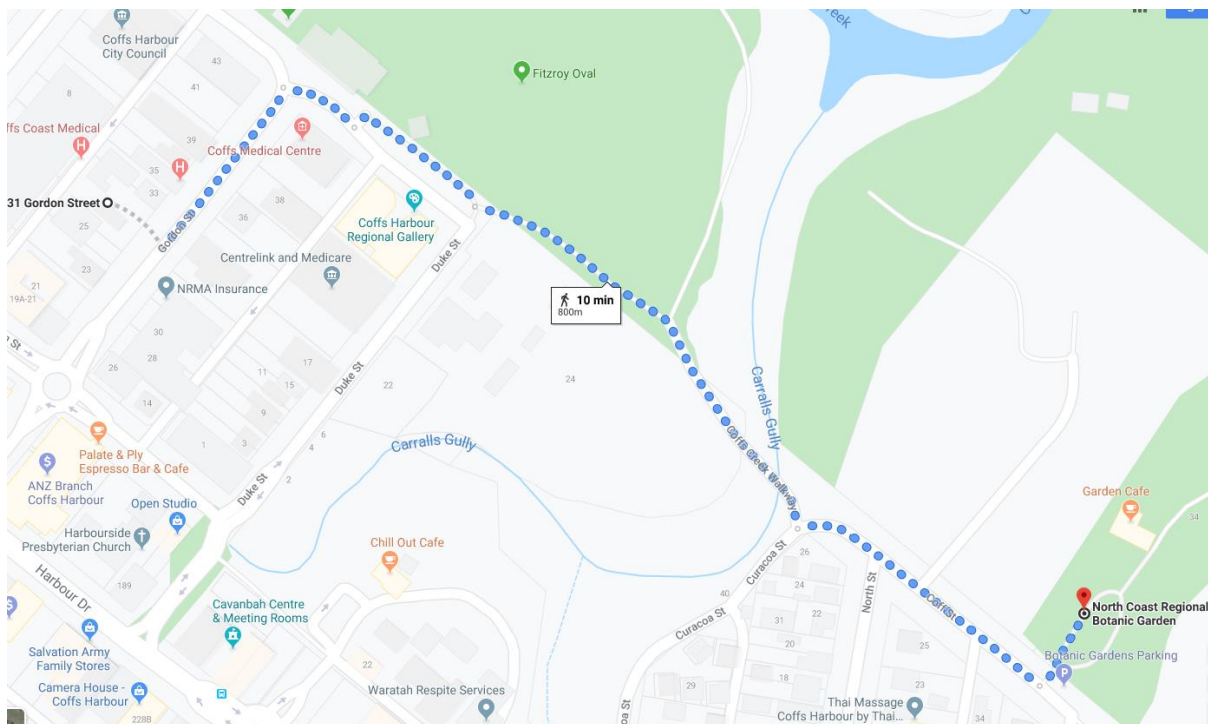 Coffs Harbour
City Council
43
41
8
ffs Coast Medical
39
Coffs Medical Centre
35
33
31 Gordon Street
25
Gordon St
36
38
Fitzroy Oval
Coffs Harbour
Regional Gallery
Centrelink and Medicare
Duke St
23
21
19A-21
NRMA Insurance
30
28
26
14
17
11
15
9
Duke St
22
24
10 min
800m
1
3
4
6
2
Duke St
Carralls Gully
Carralls Gully
Coffs Creek Walkway
Palate & Ply
Espresso Bar & Cafe
ANZ Branch
Coffs Harbour
Open Studio
Harbourside
Presbyterian Church
189
Harbour Dr
Chill Out Cafe
Cavanbah Centre
& Meeting Rooms
Salvation Army
Family Stores
Camera House -
Coffs Harbour
228B
22
Waratah Respite Services
Curacoa St
Curacoa St
26
24
22
20
18
40
31
29
North St
Coff St
25
23
34
Garden Cafe
34
North Coast Regional
Botanic Garden
Botanic Gardens Parking
P
Thai Massage
Coffs Harbour by Thai...